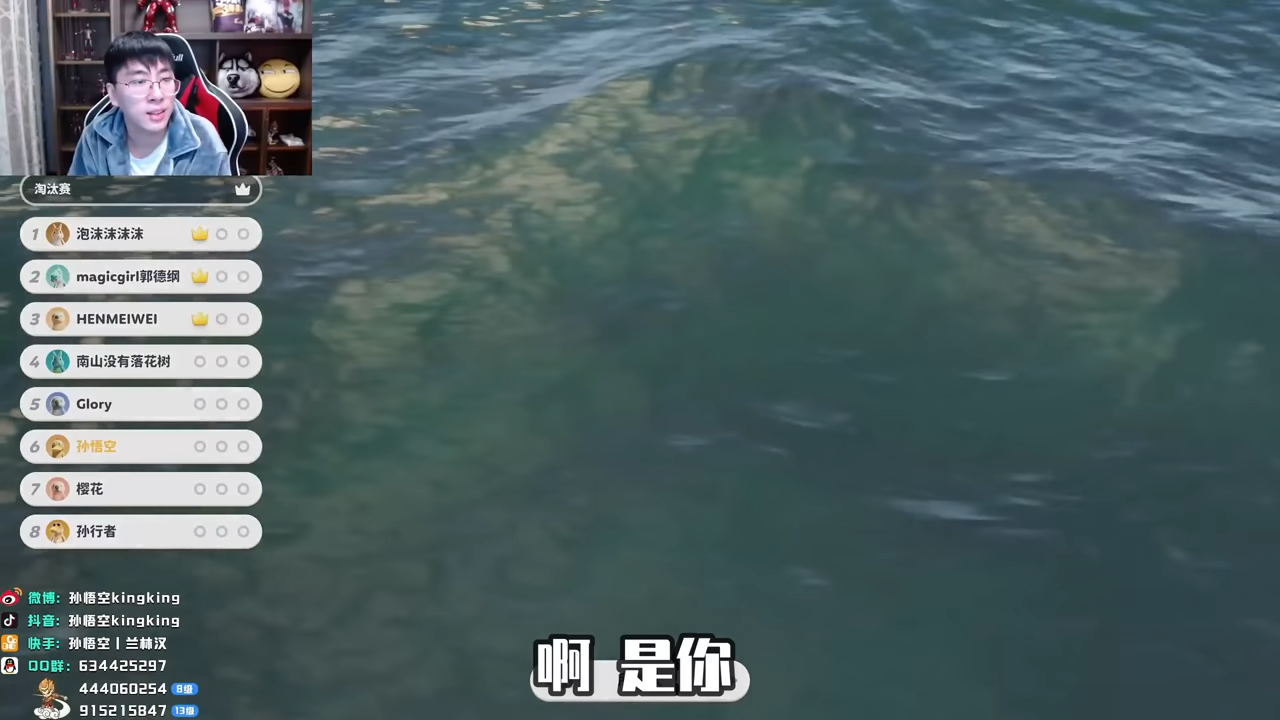 淘汰赛
1 泡沫沫沫沫
2 magicgirl郭德纲
3 HENMEIWEI
4 南山没有落花树
5 Glory
6 孙悟空
7 樱花
8 孙行者
微博: 孙悟空kingking
抖音: 孙悟空kingking
快手: 孙悟空丨兰林汉
QQ群: 634425297
444060254 8级
915215847 13级
啊 是你